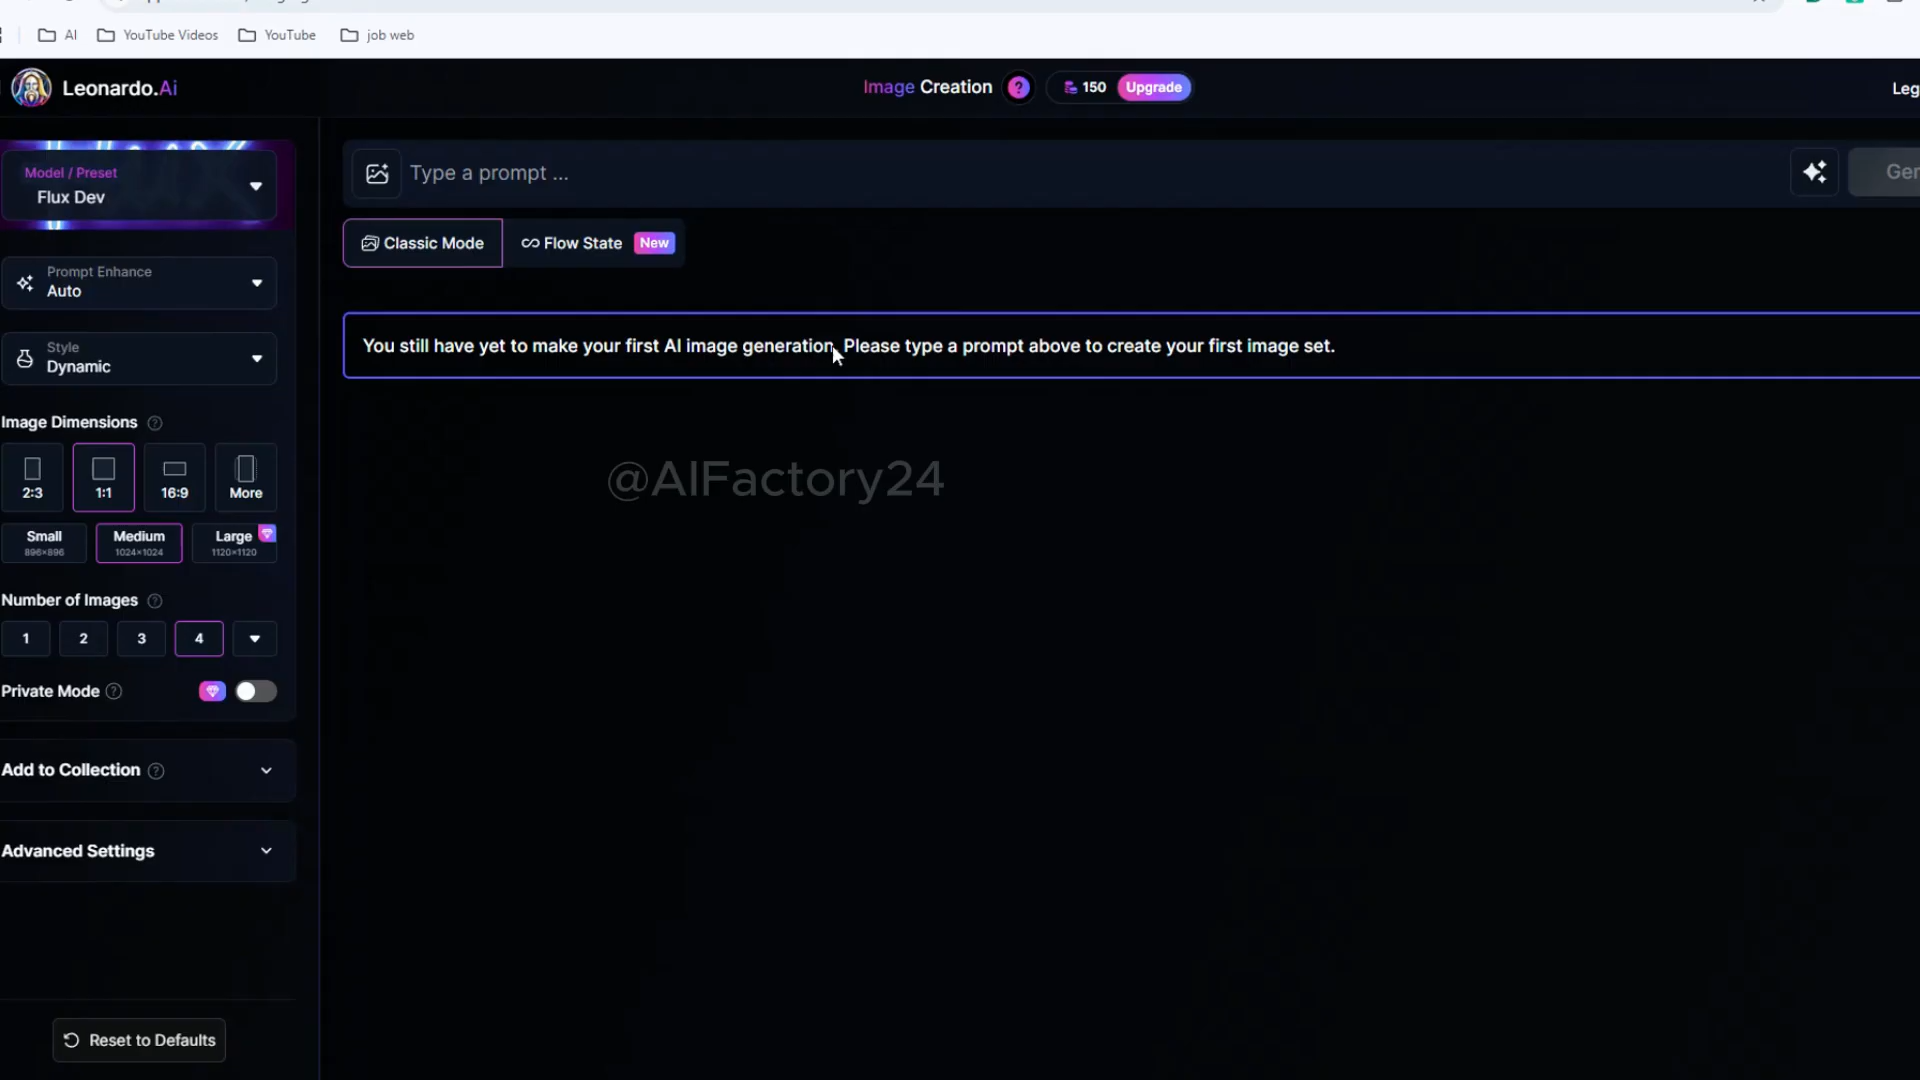 AI YouTube Videos YouTube job web
Leonardo.Ai
Image Creation ? 150 Upgrade
Model / Preset
Flux Dev
Type a prompt ...
Classic Mode Flow State New
Prompt Enhance
Auto
You still have yet to make your first AI image generation. Please type a prompt above to create your first image set.
Style
Dynamic
Image Dimensions ?
2:3 1:1 16:9 More
@AIFactory24
Small Medium Large
896×896 1024×1024 1120×1120
Number of Images ?
1 2 3 4
Private Mode ?
Add to Collection ?
Advanced Settings
Reset to Defaults